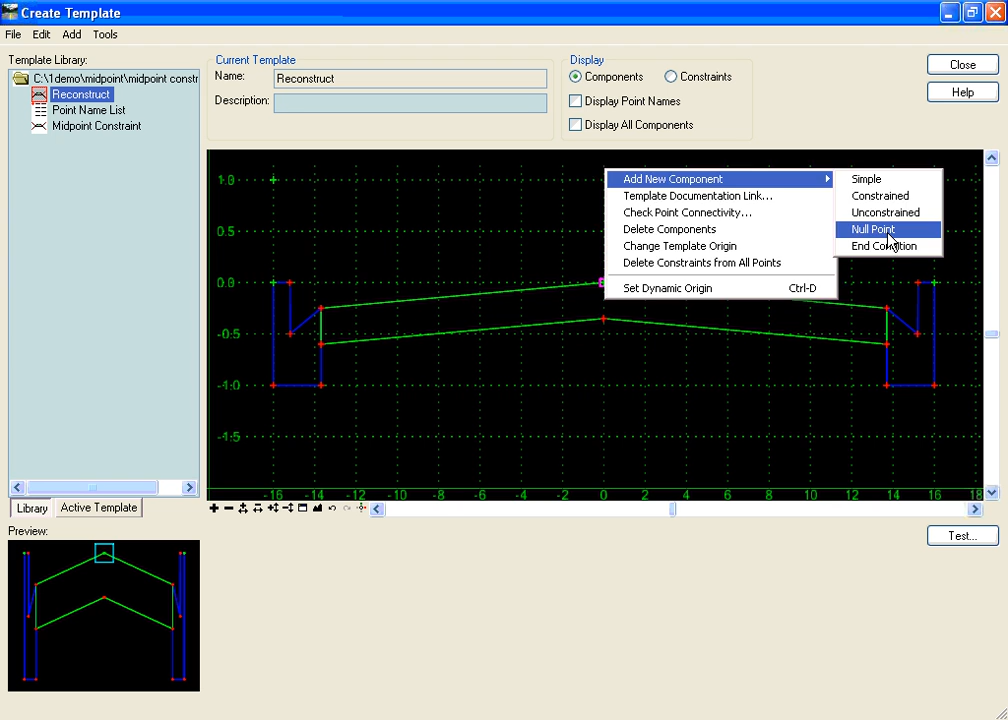 Create Template
File Edit Add Tools
Template Library:
C:\1demo\midpoint\midpoint constr
Reconstruct
Point Name List
Midpoint Constraint
Library Active Template
Preview:
Current Template
Name: Reconstruct
Description:
Display
Components Constraints
Display Point Names
Display All Components
Close
Help
1.0
0.5
0.0
-0.5
-1.0
-1.5
-16 -14 -12 -10 -8 -6 -4 -2 0 2 4 6 8 10 12 14 16 18
Add New Component
Template Documentation Link...
Check Point Connectivity...
Delete Components
Change Template Origin
Delete Constraints from All Points
Set Dynamic Origin Ctrl-D
Simple
Constrained
Unconstrained
Null Point
End Condition
Test...